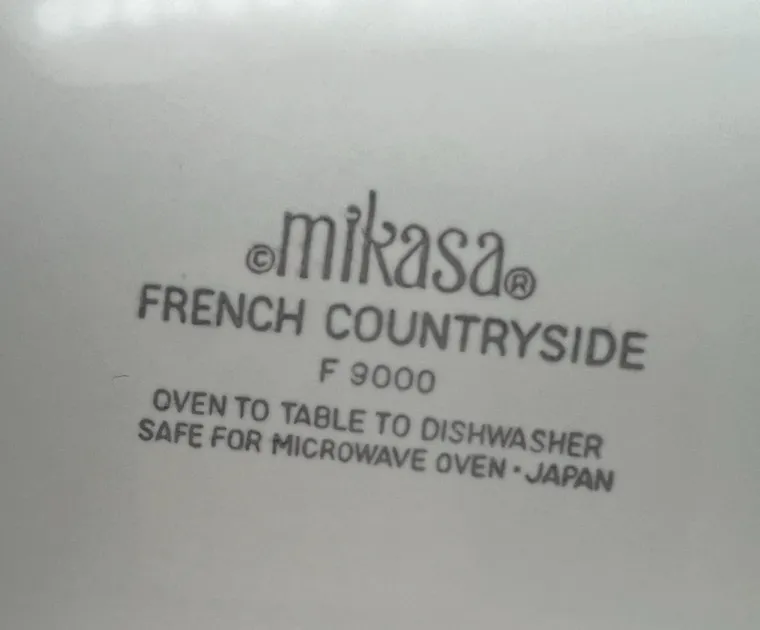 ©mikasa®
FRENCH COUNTRYSIDE
F 9000
OVEN TO TABLE TO DISHWASHER
SAFE FOR MICROWAVE OVEN · JAPAN